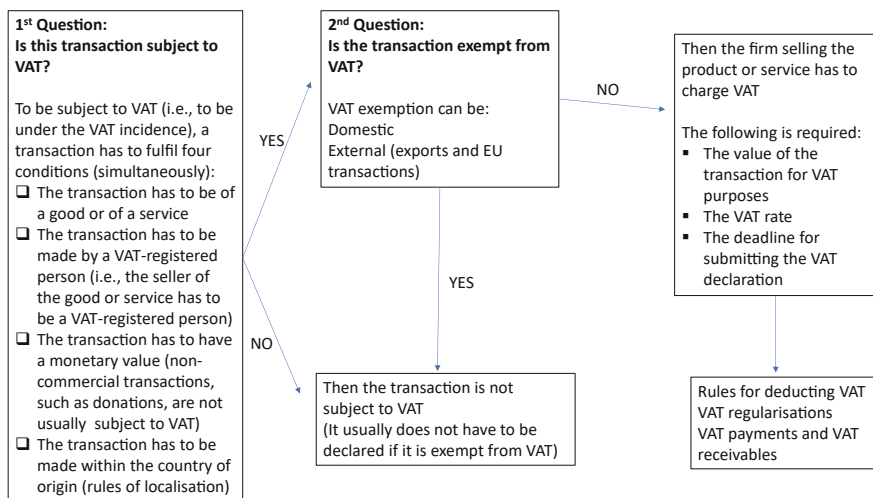 1st Question:
Is this transaction subject to
VAT?
To be subject to VAT (i.e., to be
under the VAT incidence), a
transaction has to fulfil four
conditions (simultaneously):
❑ The transaction has to be of
a good or of a service
❑ The transaction has to be
made by a VAT-registered
person (i.e., the seller of
the good or service has to
be a VAT-registered person)
❑ The transaction has to have
a monetary value (non-
commercial transactions,
such as donations, are not
usually subject to VAT)
❑ The transaction has to be
made within the country of
origin (rules of localisation)
YES
NO
2nd Question:
Is the transaction exempt from
VAT?
VAT exemption can be:
Domestic
External (exports and EU
transactions)
NO
YES
Then the transaction is not
subject to VAT
(It usually does not have to be
declared if it is exempt from VAT)
Then the firm selling the
product or service has to
charge VAT
The following is required:
▪ The value of the
transaction for VAT
purposes
▪ The VAT rate
▪ The deadline for
submitting the VAT
declaration
Rules for deducting VAT
VAT regularisations
VAT payments and VAT
receivables